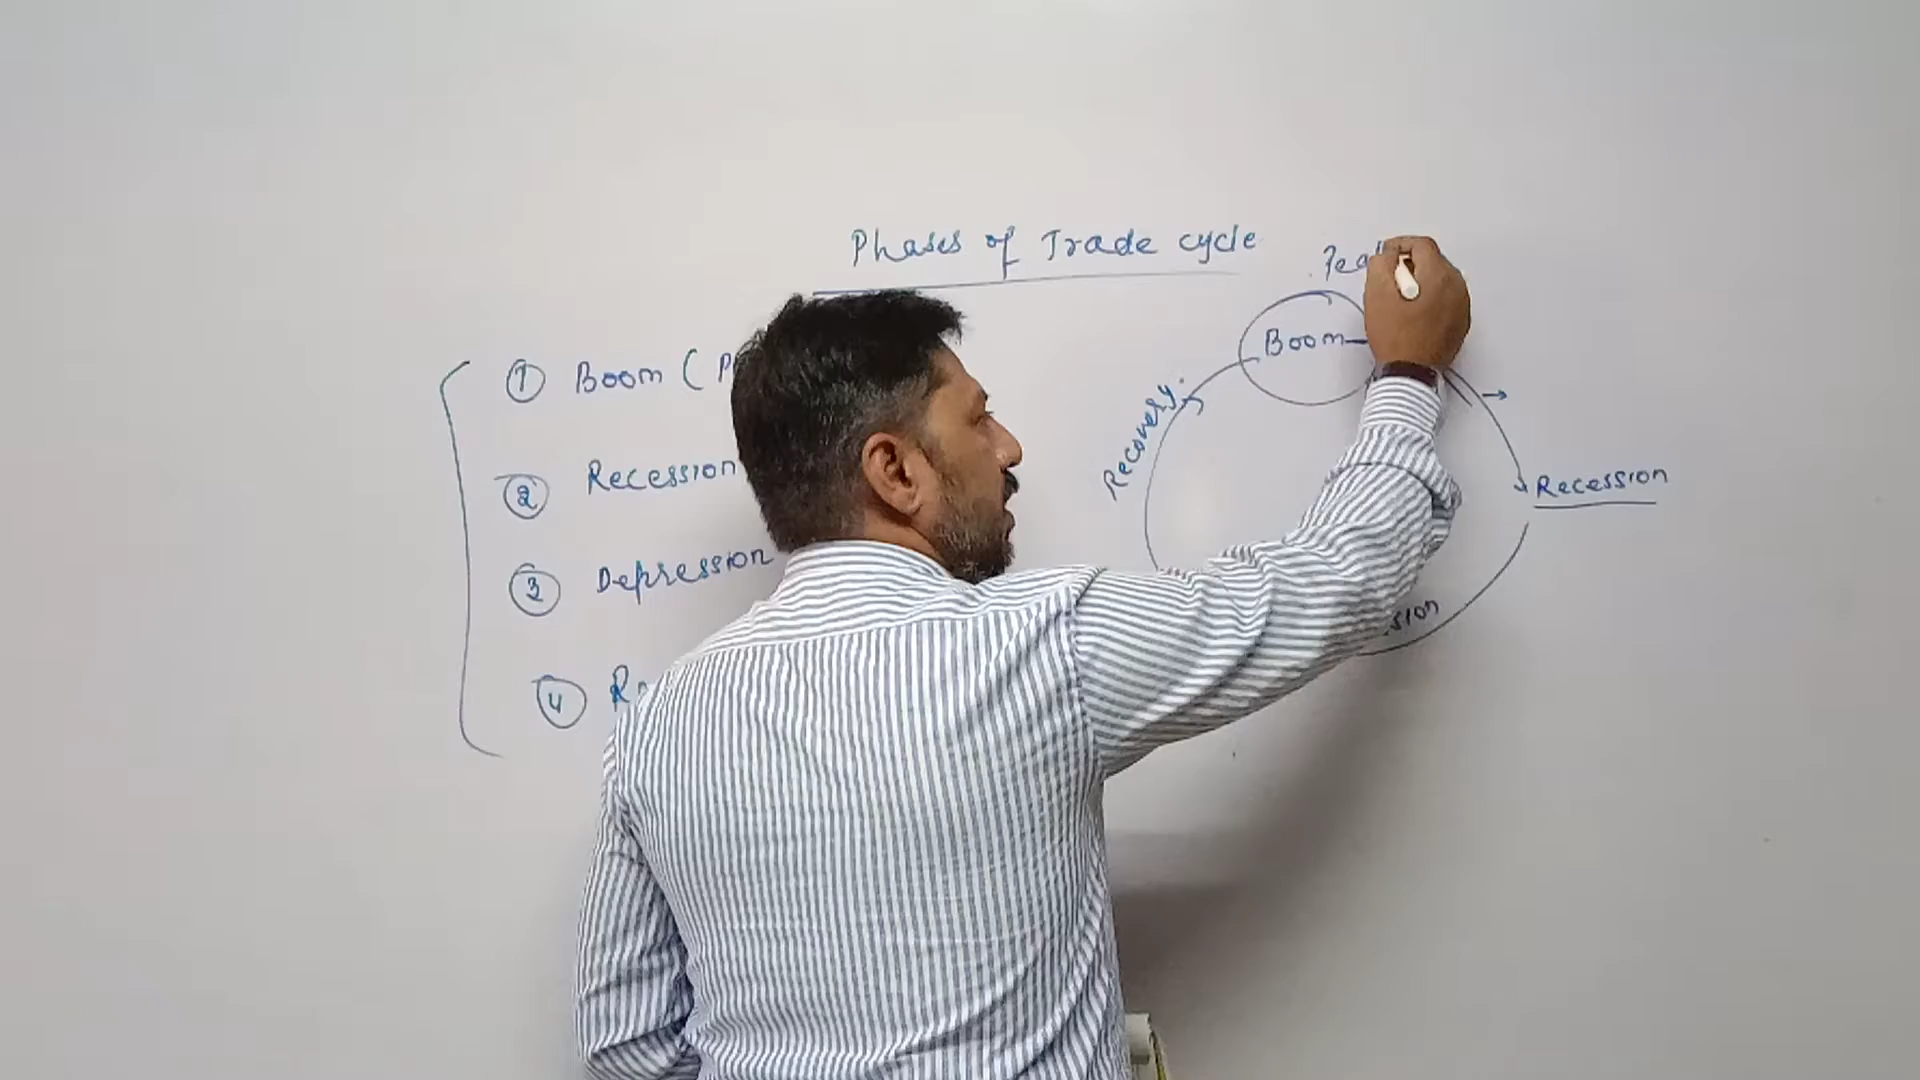 Phases of Trade cycle
① Boom (
② Recession
③ Depression
④
Boom
Recovery
Recession